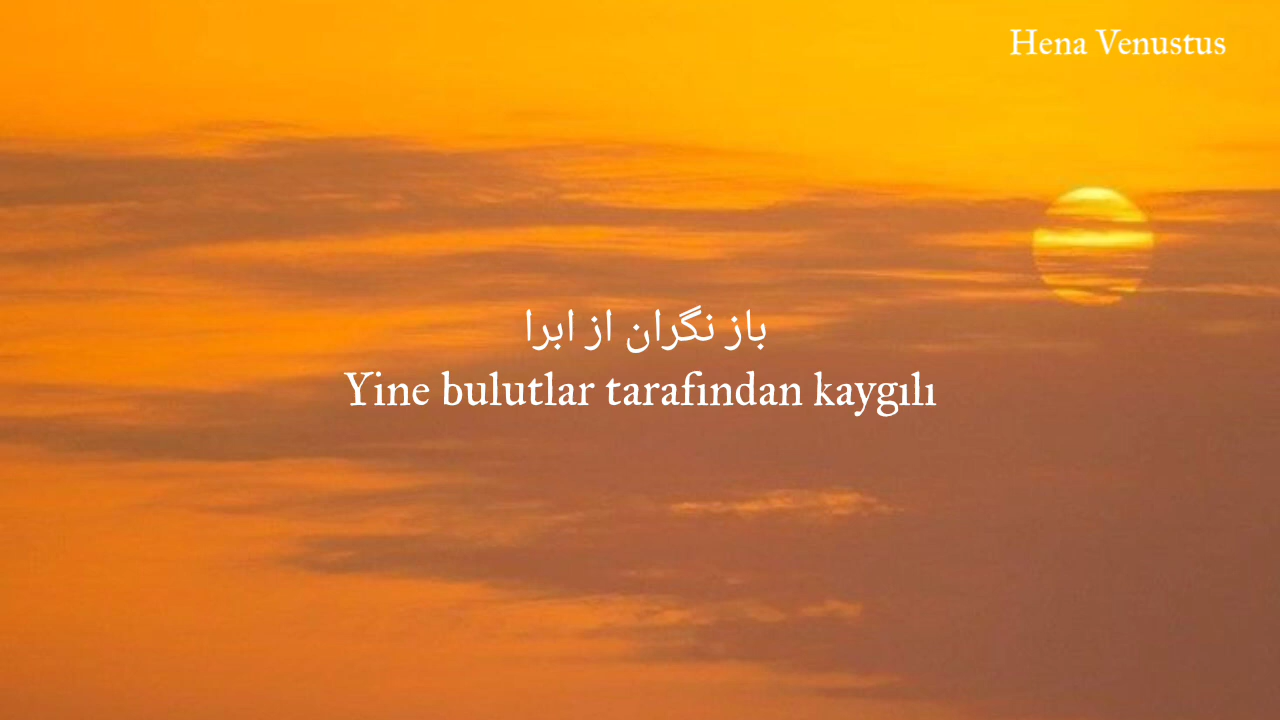 Hena Venustus
باز نگران از ابرا
Yine bulutlar tarafından kaygılı